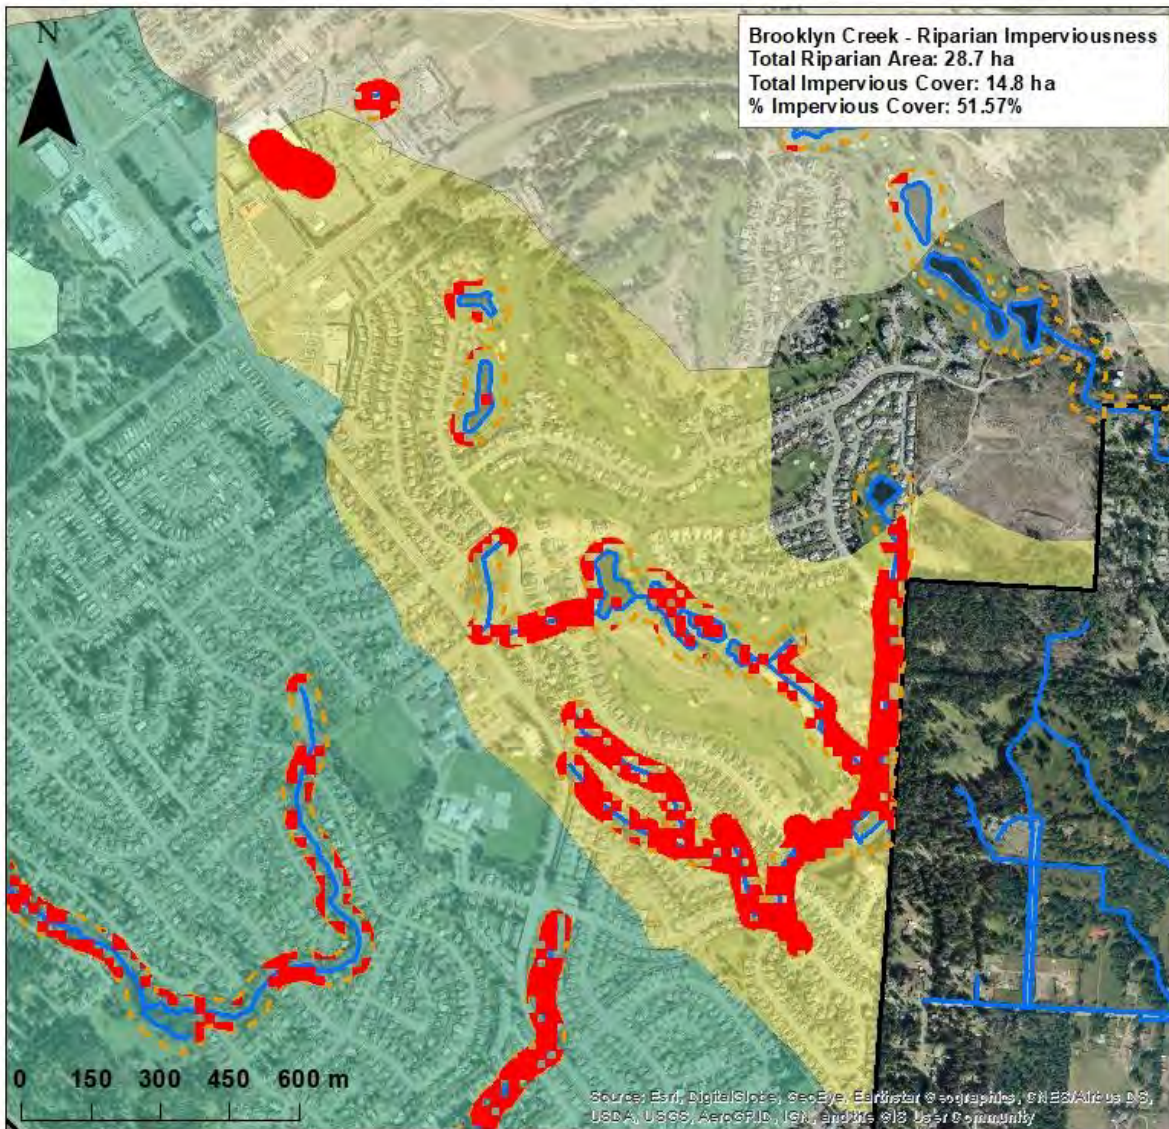 N
Brooklyn Creek - Riparian Imperviousness
Total Riparian Area: 28.7 ha
Total Impervious Cover: 14.8 ha
% Impervious Cover: 51.57%
0 150 300 450 600 m
Source: Esri, DigitalGlobe, GeoEye, Earthstar Geographics, CNES/Airbus DS,
USDA, USGS, AeroGRID, IGN, and the GIS User Community